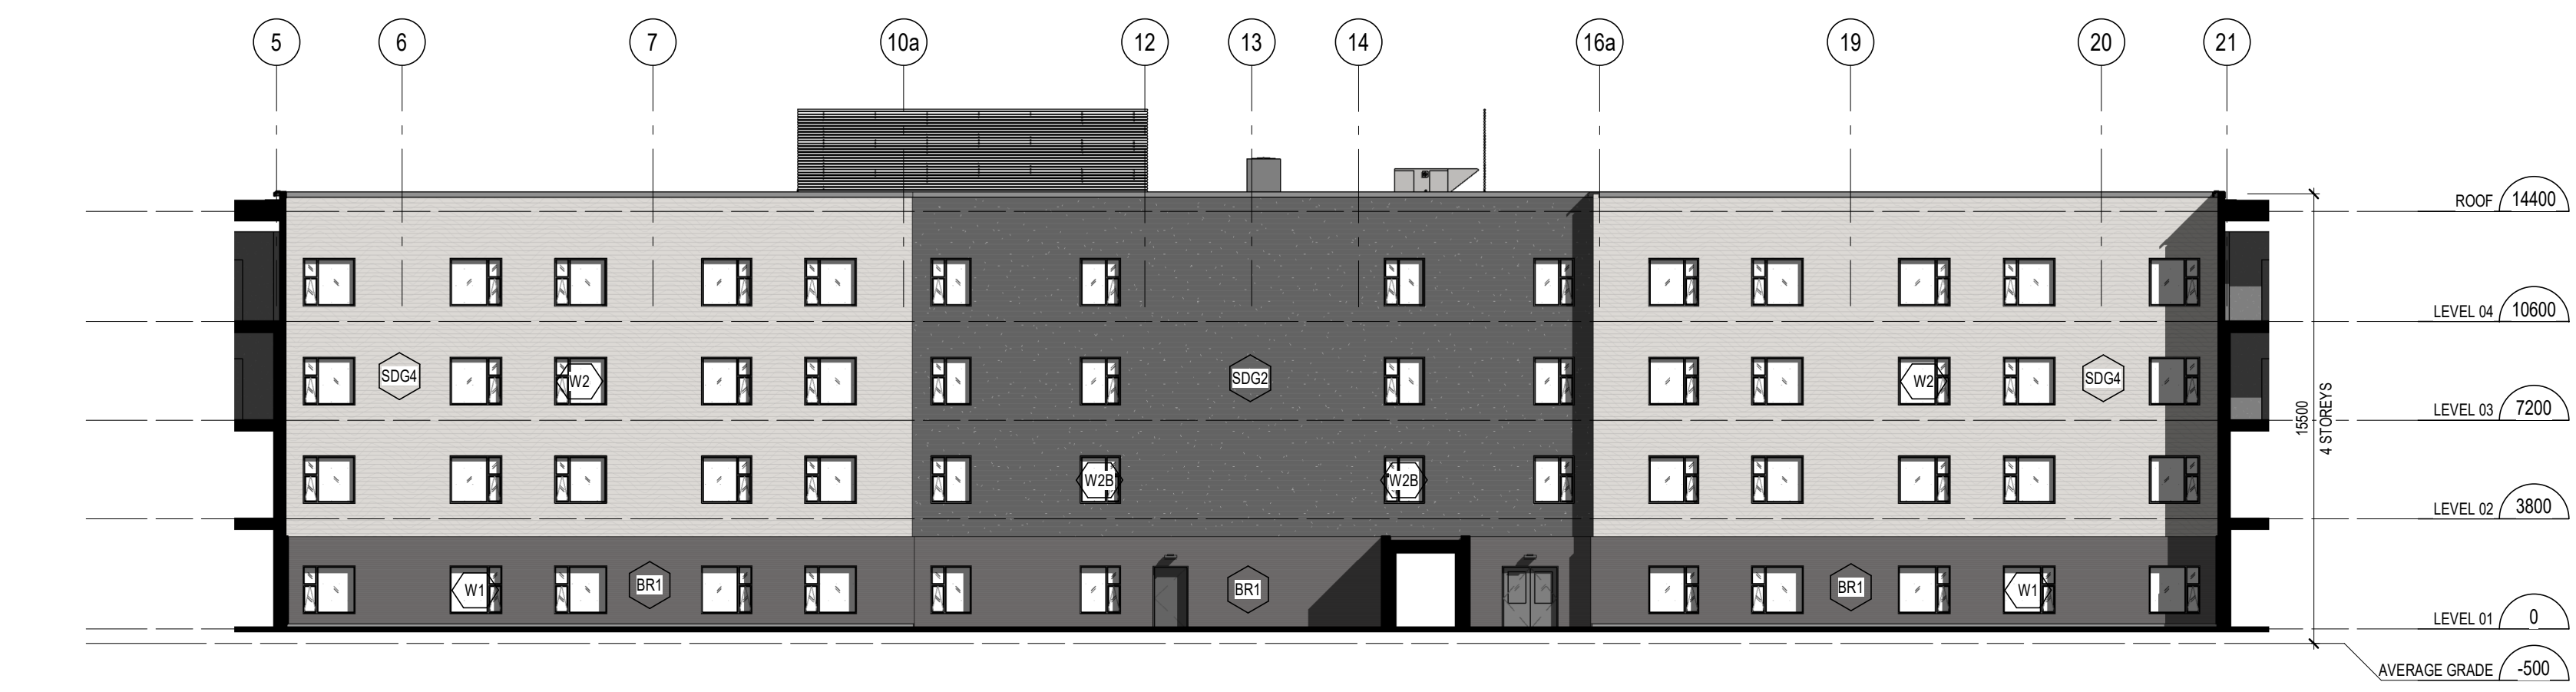 5 6 7 10a 12 13 14 16a 19 20 21
ROOF 14400
LEVEL 04 10600
SDG4 W2 SDG2 W2 SDG4
LEVEL 03 7200
15500
4 STOREYS
W2B W2B
LEVEL 02 3800
W1 BR1 BR1 BR1 W1
LEVEL 01 0
AVERAGE GRADE -500